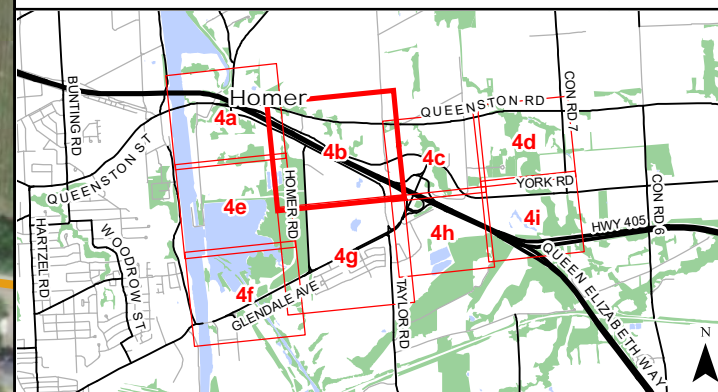 BUNTING RD
Homer
QUEENSTON RD
CON RD 7
4a
4b
4c
4d
QUEENSTON ST
HOMER RD
YORK RD
CON RD 6
4e
4i
HARTZEL RD
WOODROW ST
4g
4h
HWY 405
4f
GLENDALE AVE
TAYLOR RD
QUEEN ELIZABETH WAY
N